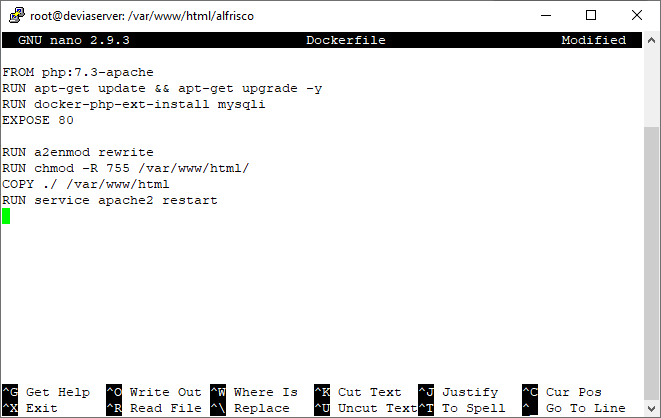 root@deviaserver: /var/www/html/alfrisco
GNU nano 2.9.3 Dockerfile Modified
FROM php:7.3-apache
RUN apt-get update && apt-get upgrade -y
RUN docker-php-ext-install mysqli
EXPOSE 80
RUN a2enmod rewrite
RUN chmod -R 755 /var/www/html/
COPY ./ /var/www/html
RUN service apache2 restart
^G Get Help ^O Write Out ^W Where Is ^K Cut Text ^J Justify ^C Cur Pos
^X Exit ^R Read File ^\ Replace ^U Uncut Text ^T To Spell ^_ Go To Line